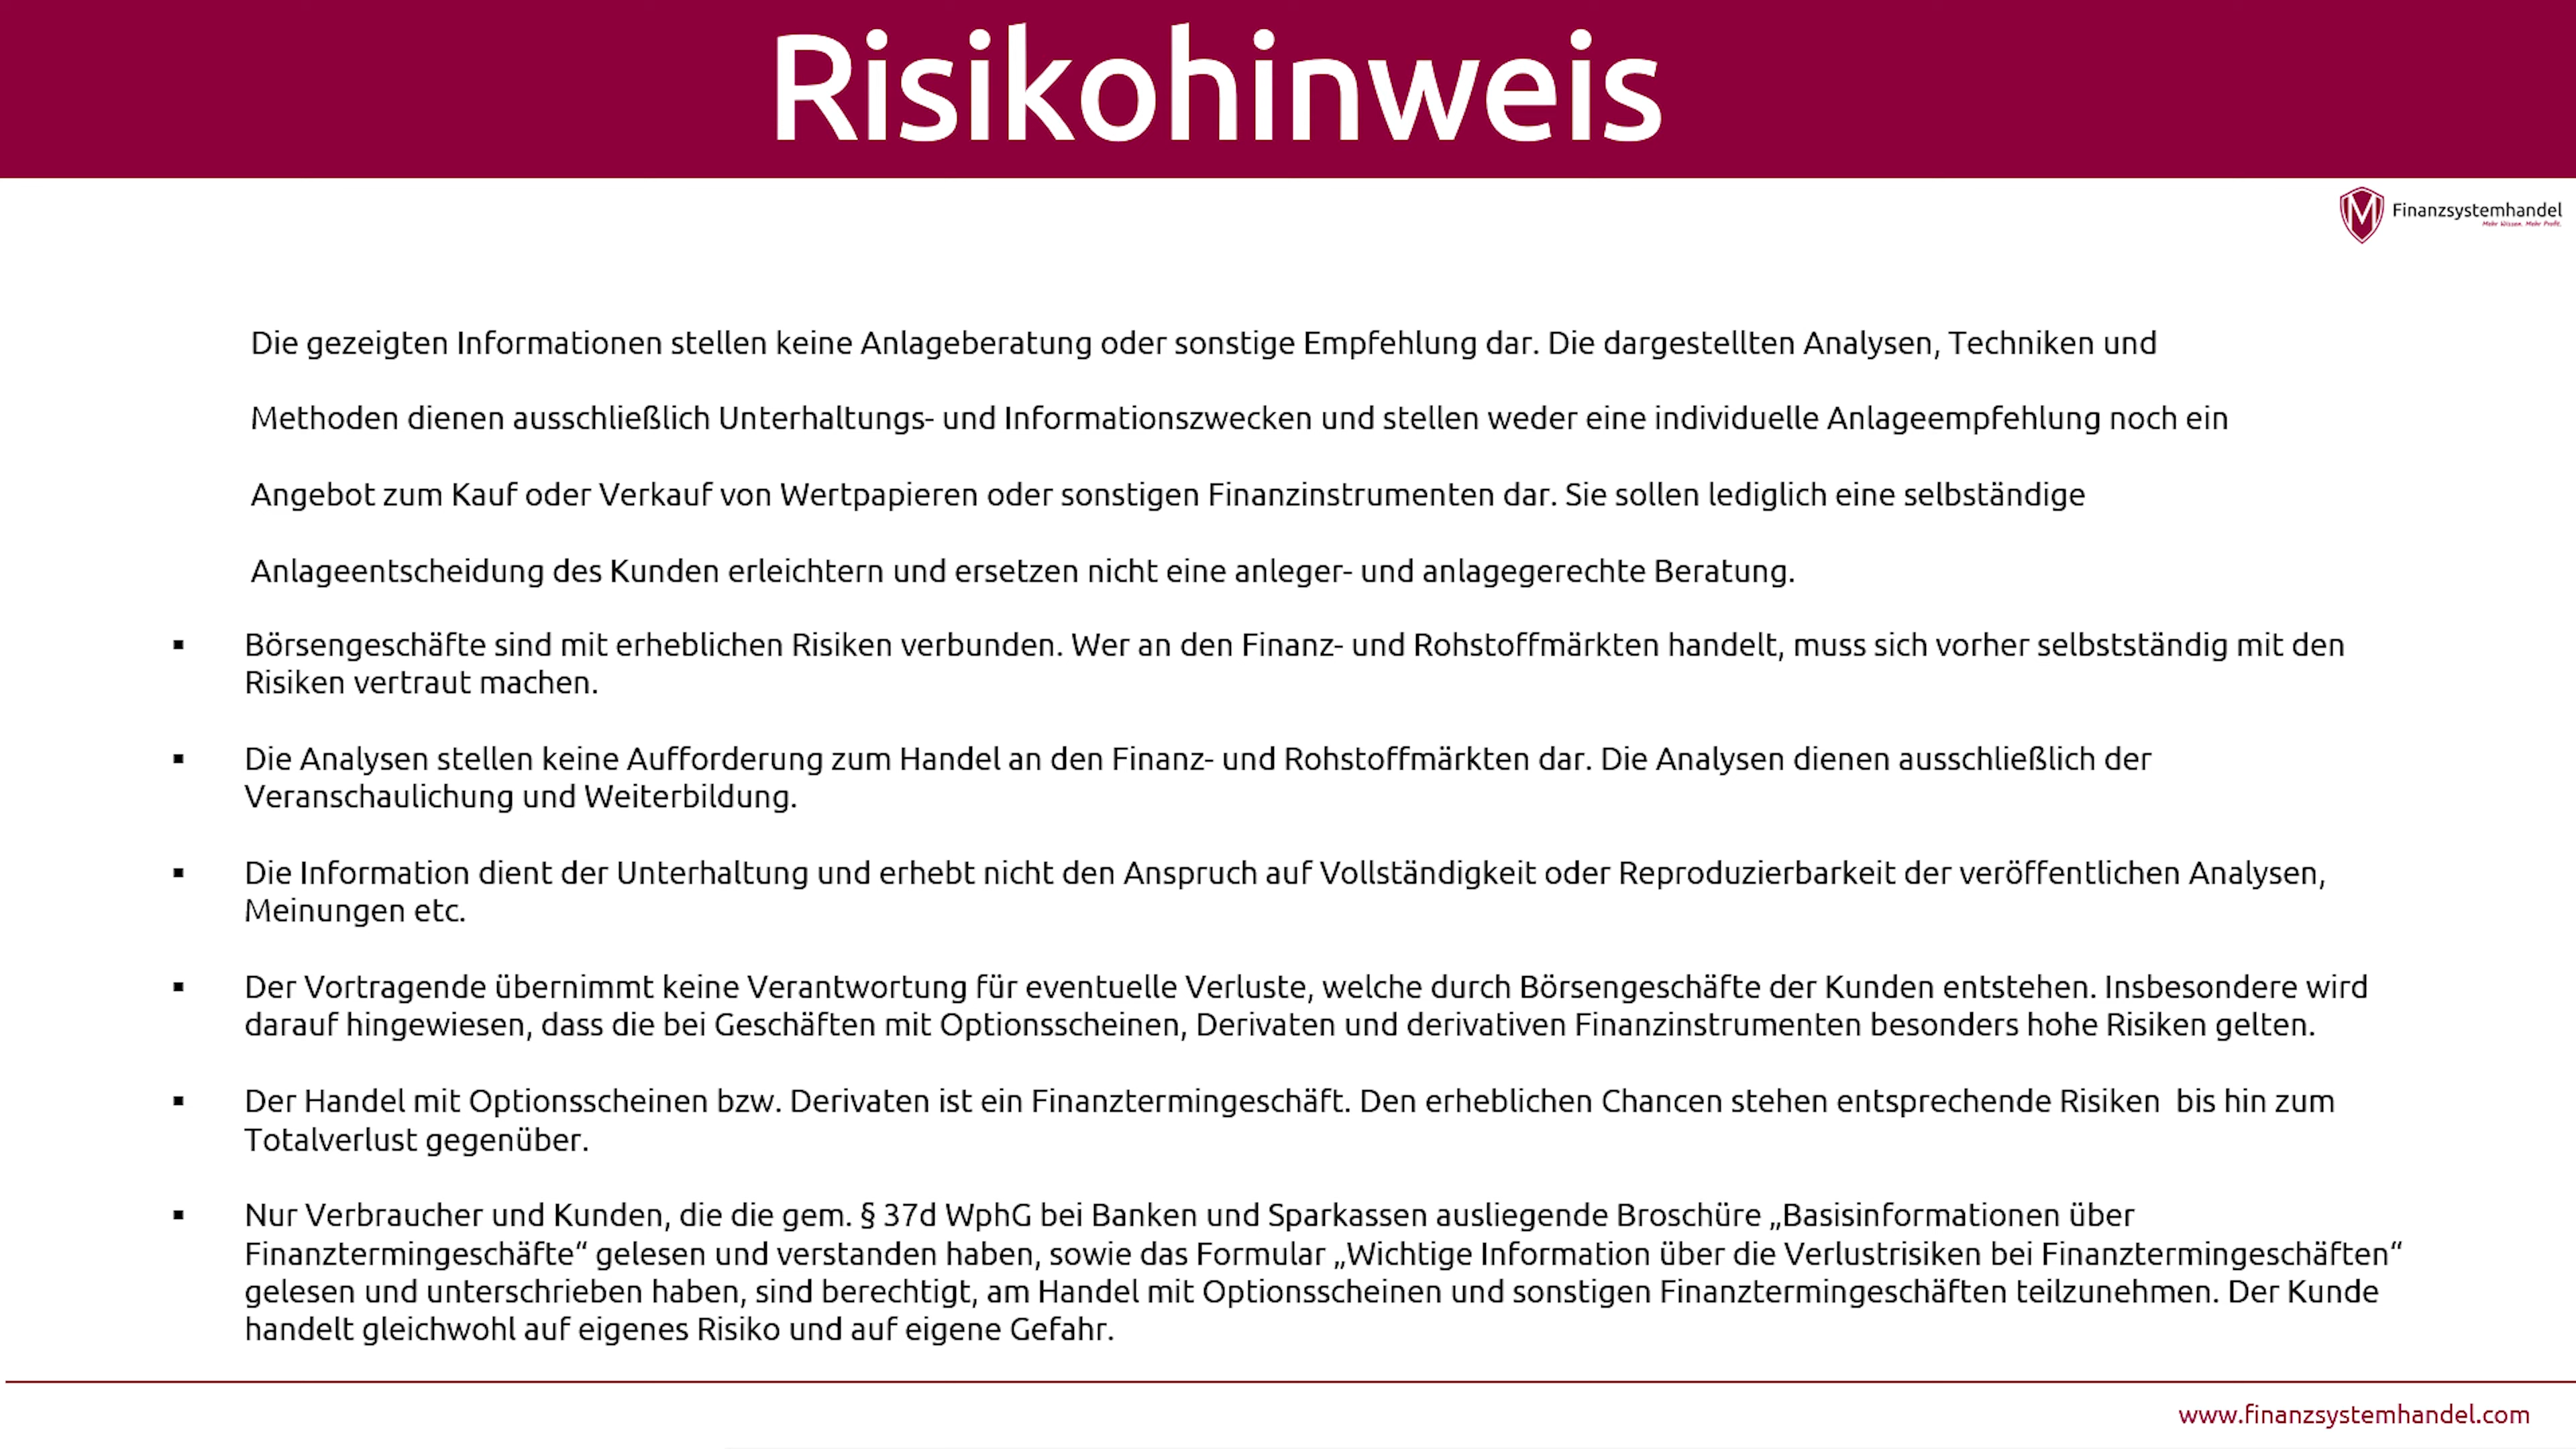 Risikohinweis
Finanzsystemhandel
Mehr Wissen. Mehr Profit.
Die gezeigten Informationen stellen keine Anlageberatung oder sonstige Empfehlung dar. Die dargestellten Analysen, Techniken und
Methoden dienen ausschließlich Unterhaltungs- und Informationszwecken und stellen weder eine individuelle Anlageempfehlung noch ein
Angebot zum Kauf oder Verkauf von Wertpapieren oder sonstigen Finanzinstrumenten dar. Sie sollen lediglich eine selbständige
Anlageentscheidung des Kunden erleichtern und ersetzen nicht eine anleger- und anlagegerechte Beratung.
▪ Börsengeschäfte sind mit erheblichen Risiken verbunden. Wer an den Finanz- und Rohstoffmärkten handelt, muss sich vorher selbstständig mit den
Risiken vertraut machen.
▪ Die Analysen stellen keine Aufforderung zum Handel an den Finanz- und Rohstoffmärkten dar. Die Analysen dienen ausschließlich der
Veranschaulichung und Weiterbildung.
▪ Die Information dient der Unterhaltung und erhebt nicht den Anspruch auf Vollständigkeit oder Reproduzierbarkeit der veröffentlichen Analysen,
Meinungen etc.
▪ Der Vortragende übernimmt keine Verantwortung für eventuelle Verluste, welche durch Börsengeschäfte der Kunden entstehen. Insbesondere wird
darauf hingewiesen, dass die bei Geschäften mit Optionsscheinen, Derivaten und derivativen Finanzinstrumenten besonders hohe Risiken gelten.
▪ Der Handel mit Optionsscheinen bzw. Derivaten ist ein Finanztermingeschäft. Den erheblichen Chancen stehen entsprechende Risiken  bis hin zum
Totalverlust gegenüber.
▪ Nur Verbraucher und Kunden, die die gem. § 37d WphG bei Banken und Sparkassen ausliegende Broschüre „Basisinformationen über
Finanztermingeschäfte“ gelesen und verstanden haben, sowie das Formular „Wichtige Information über die Verlustrisiken bei Finanztermingeschäften“
gelesen und unterschrieben haben, sind berechtigt, am Handel mit Optionsscheinen und sonstigen Finanztermingeschäften teilzunehmen. Der Kunde
handelt gleichwohl auf eigenes Risiko und auf eigene Gefahr.
www.finanzsystemhandel.com